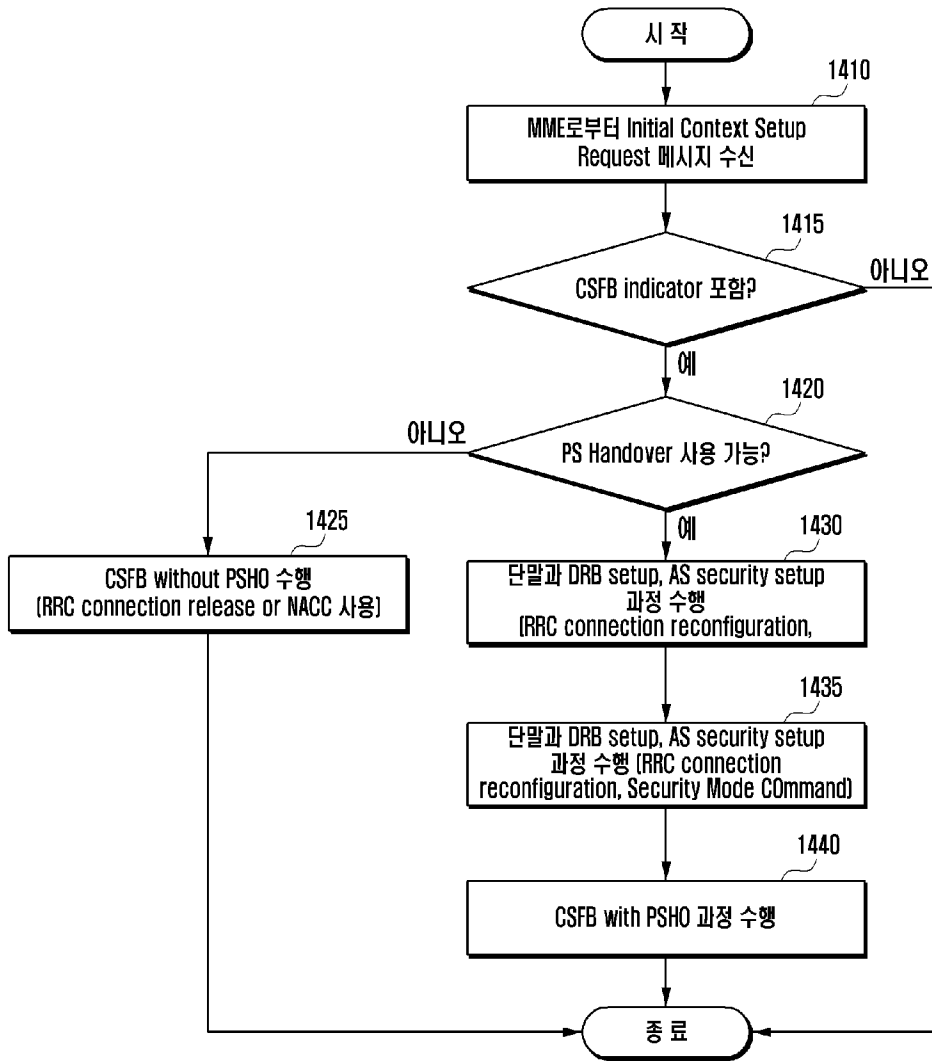 시 작
1410
MME로부터 Initial Context Setup
Request 메시지 수신
1415
CSFB indicator 포함?
아니오
예
1420
아니오
PS Handover 사용 가능?
예
1425
CSFB without PSHO 수행
(RRC connection release or NACC 사용)
1430
단말과 DRB setup, AS security setup
과정 수행
(RRC connection reconfiguration,
1435
단말과 DRB setup, AS security setup
과정 수행 (RRC connection
reconfiguration, Security Mode COmmand)
1440
CSFB with PSHO 과정 수행
종 료